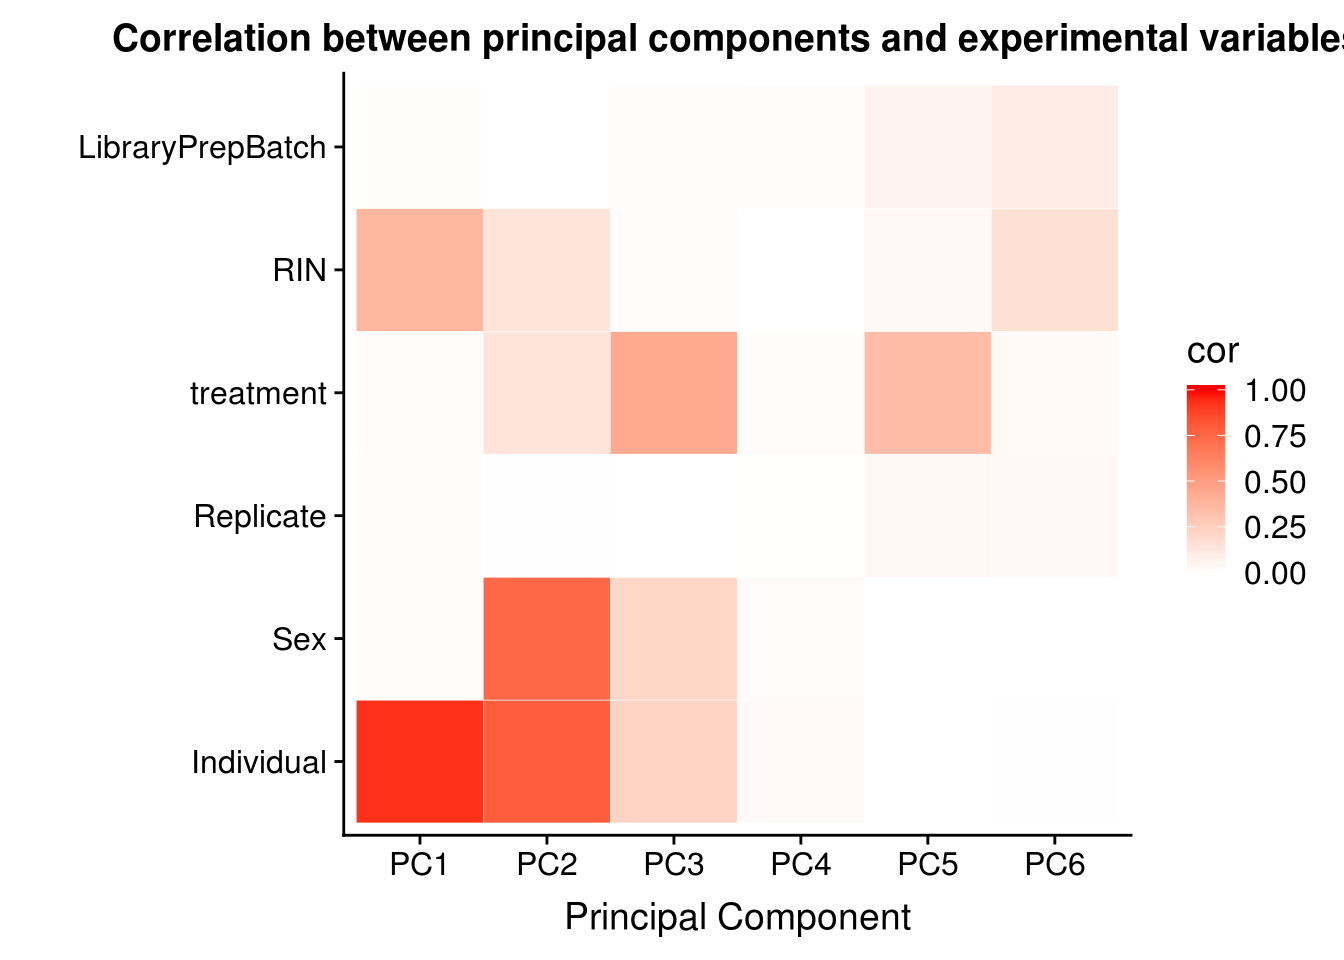 Correlation between principal components and experimental variables
LibraryPrepBatch
RIN
treatment
Replicate
Sex
Individual
PC1 PC2 PC3 PC4 PC5 PC6
Principal Component
cor
1.00
0.75
0.50
0.25
0.00